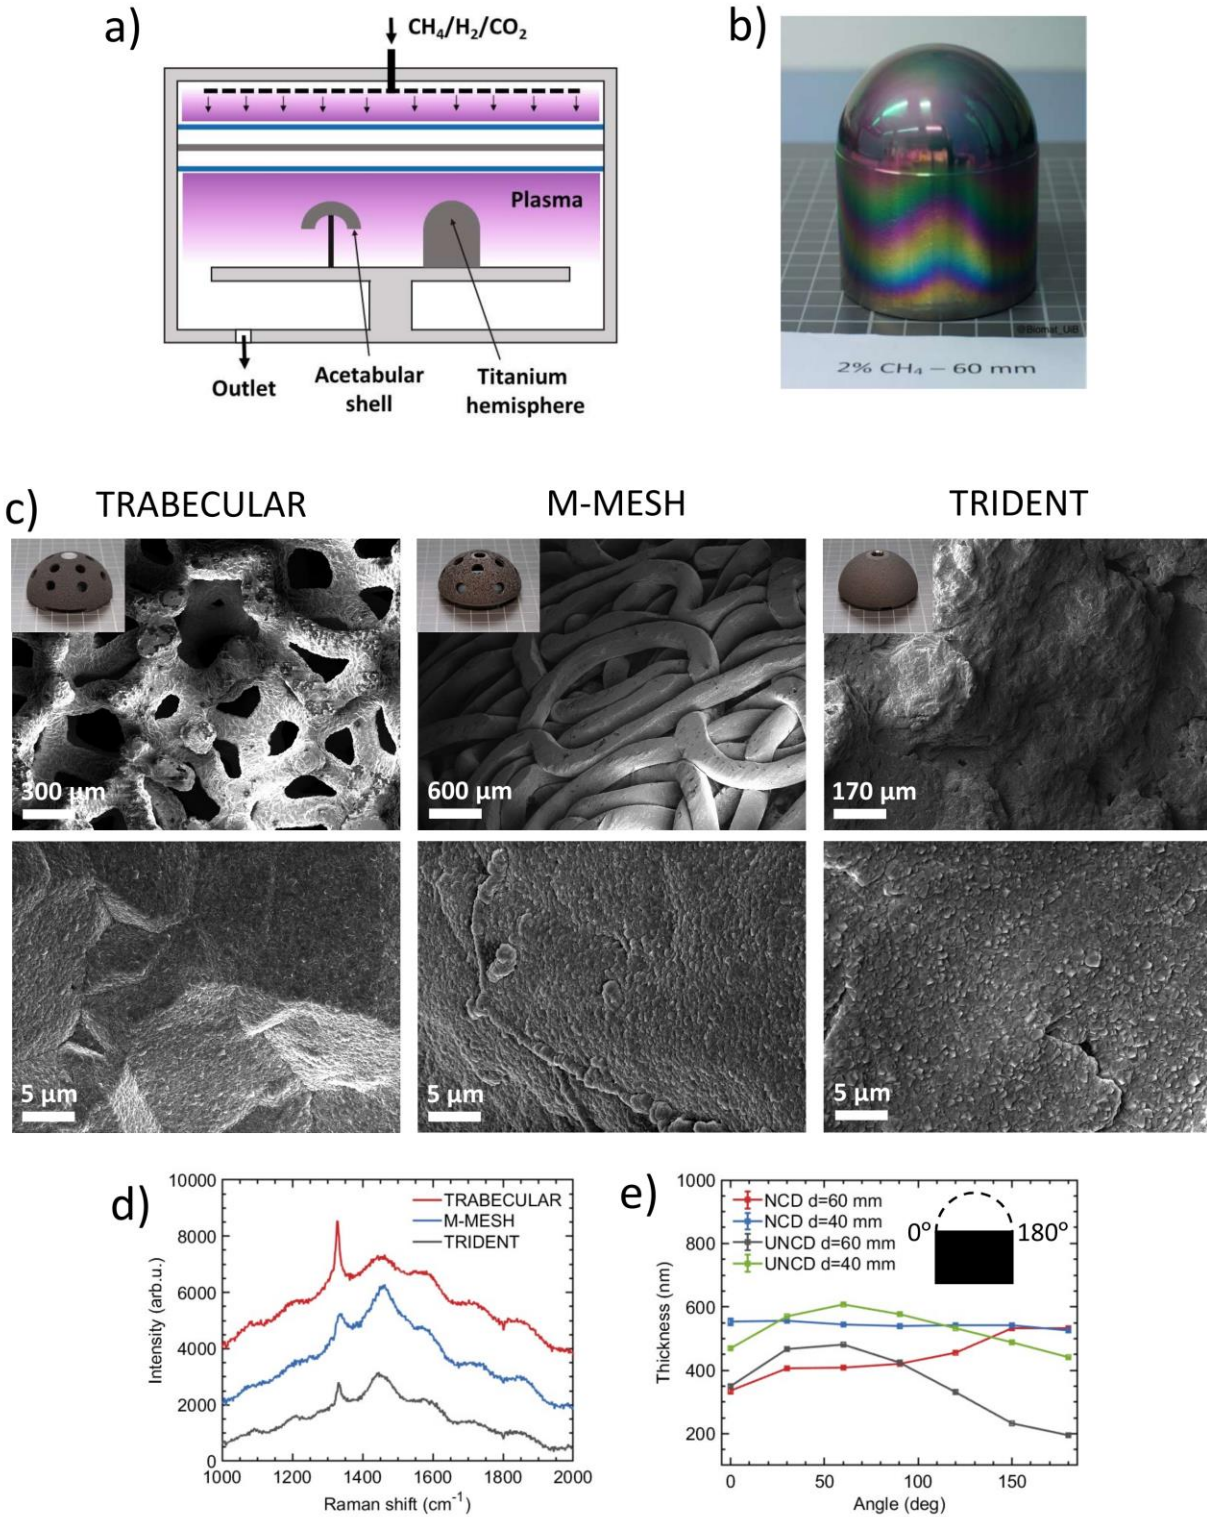 a)
CH₄/H₂/CO₂
Plasma
Outlet
Acetabular
shell
Titanium
hemisphere
b)
@Biomat_UiB
2% CH₄ – 60 mm
c)
TRABECULAR
M-MESH
TRIDENT
300 µm
600 µm
170 µm
5 µm
5 µm
5 µm
d)
10000
8000
6000
4000
2000
0
Intensity (arb.u.)
TRABECULAR
M-MESH
TRIDENT
1000
1200
1400
1600
1800
2000
Raman shift (cm⁻¹)
e)
1000
800
600
400
200
Thickness (nm)
NCD d=60 mm
NCD d=40 mm
UNCD d=60 mm
UNCD d=40 mm
0°
180°
0
50
100
150
Angle (deg)